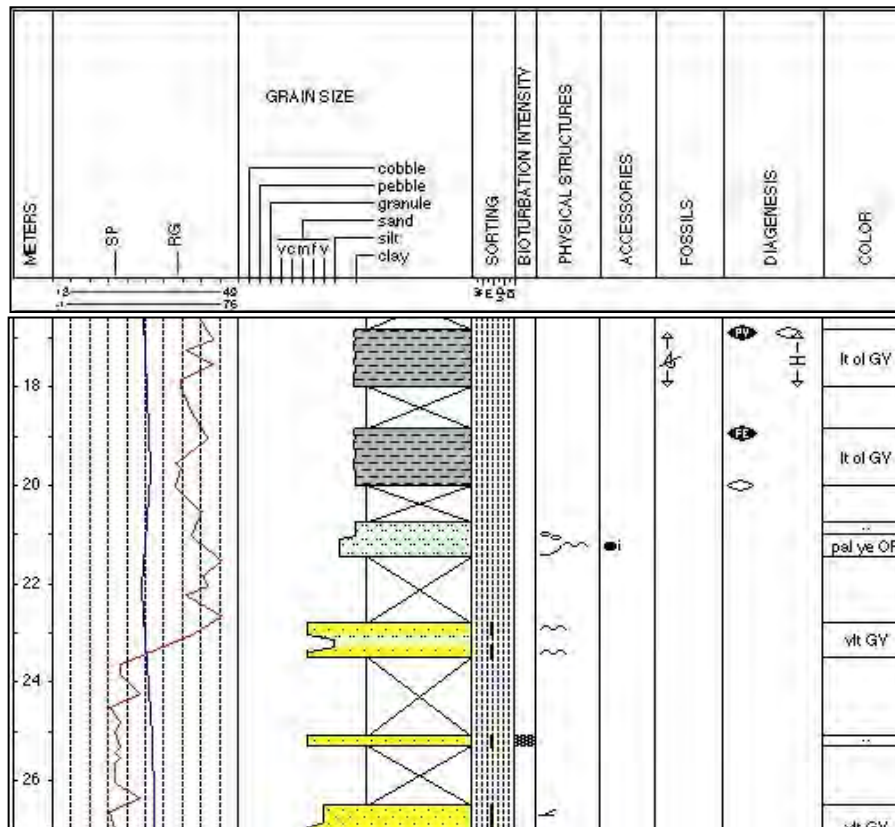 GRAIN SIZE
cobble
pebble
granule
sand
silt
clay
vcmfv
METERS
SP
RG
SORTING
BIOTURBATION INTENSITY
PHYSICAL STRUCTURES
ACCESSORIES
FOSSILS
DIAGENESIS
COLOR
76
PY
A
H
lt ol GY
18
FE
lt ol GY
20
i
pal ye OR
22
vlt GY
24
26
vlt GY